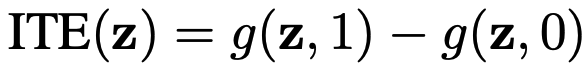 ITE(𝐳) = g(𝐳, 1) − g(𝐳, 0)